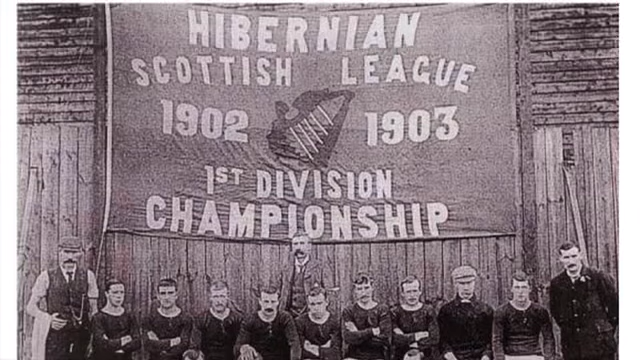 HIBERNIAN
SCOTTISH LEAGUE
1902 1903
1ST DIVISION
CHAMPIONSHIP